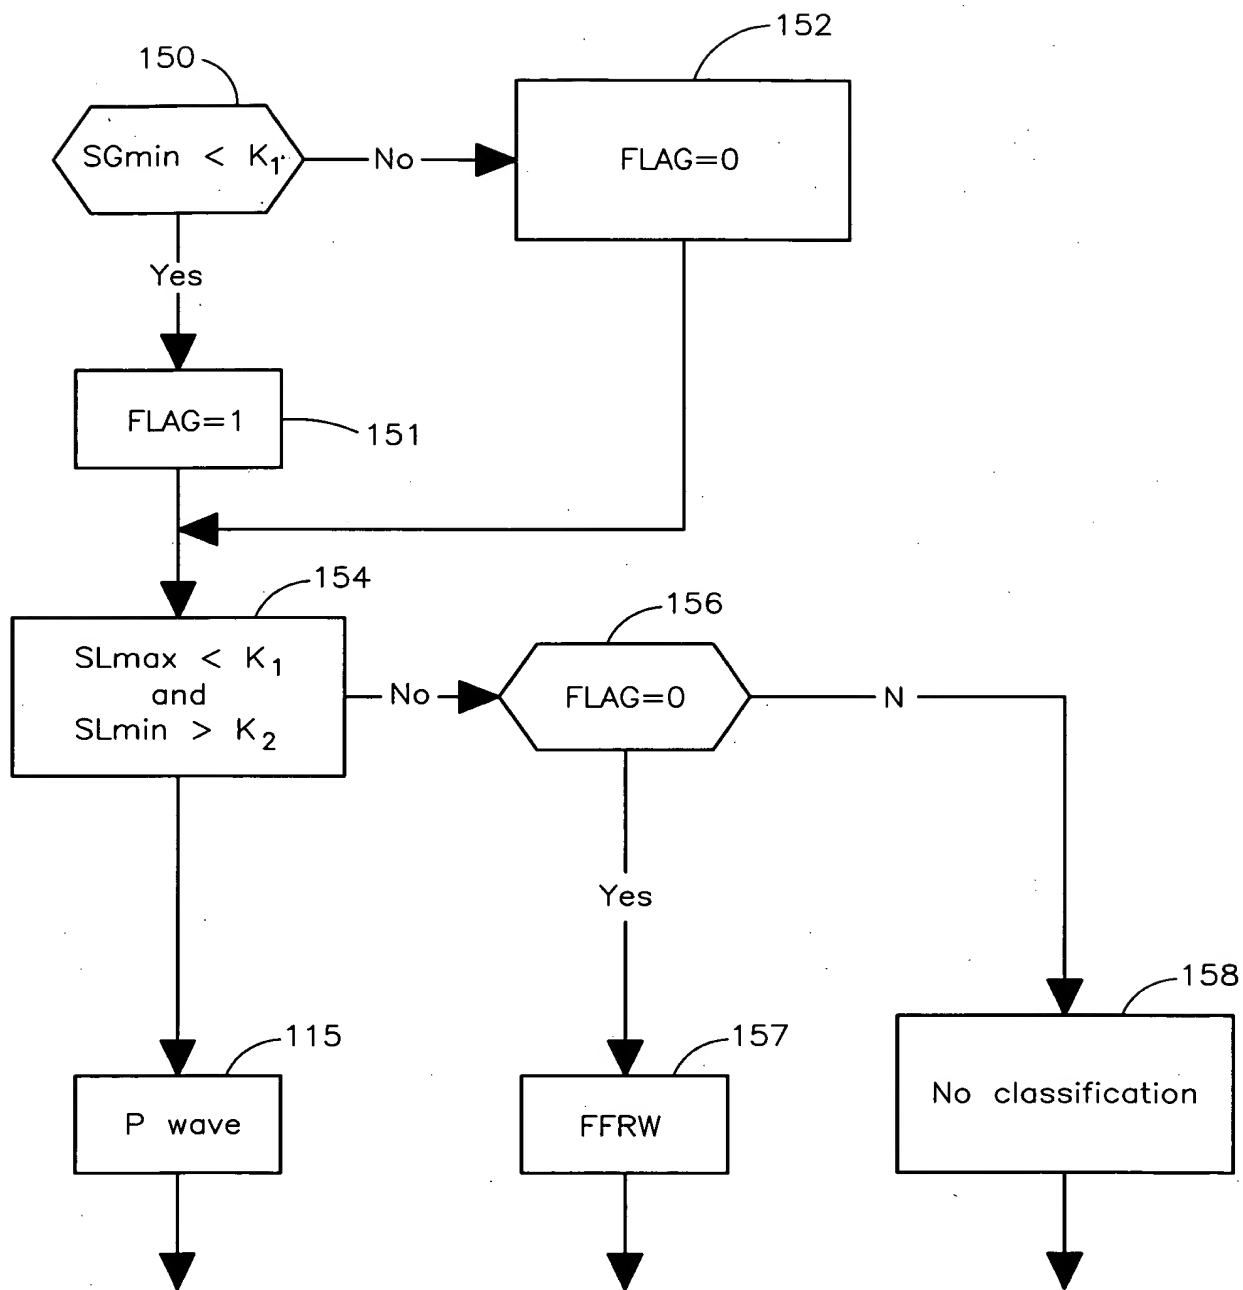 150
152
SGmin < K1
No
FLAG=0
Yes
FLAG=1
151
154
156
SLmax < K1
and
SLmin > K2
No
FLAG=0
N
Yes
158
115
157
P wave
FFRW
No classification